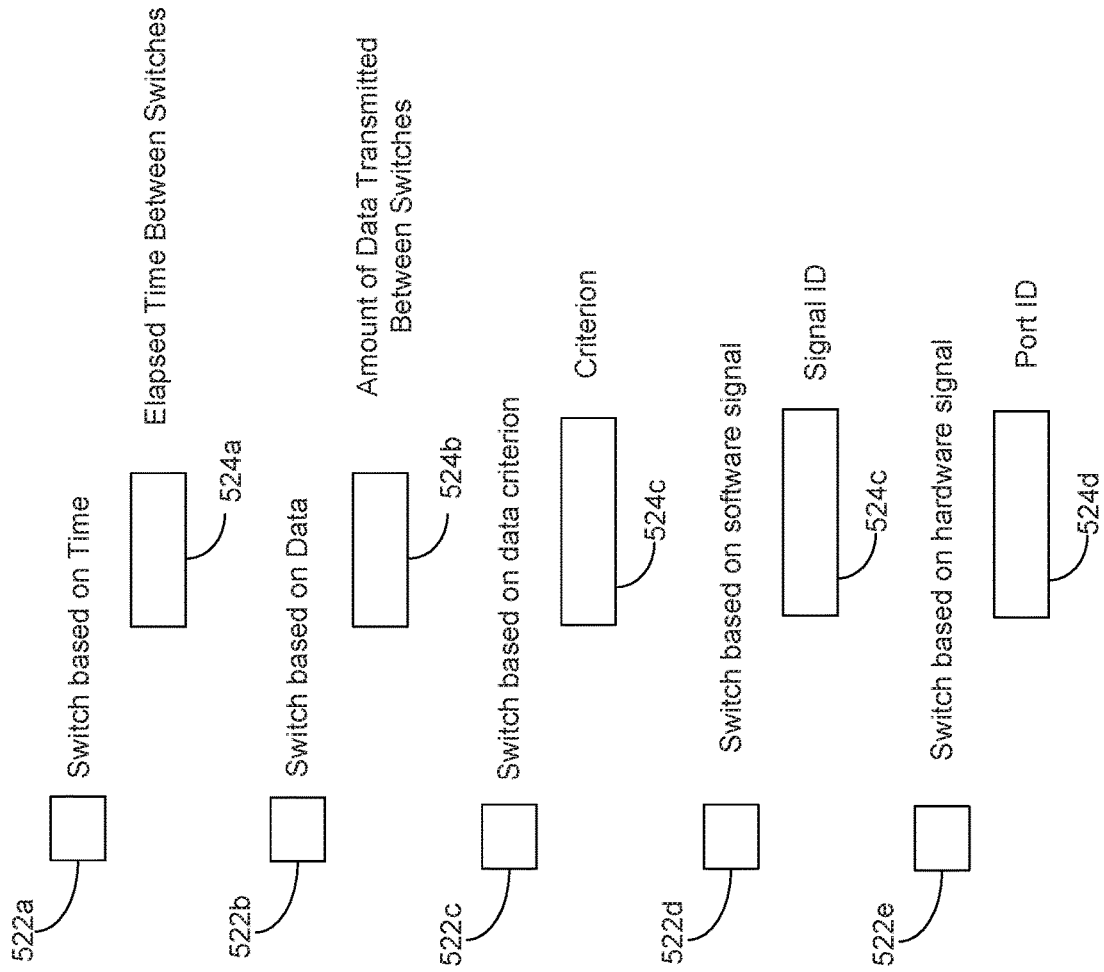 522a
Switch based on Time
524a
Elapsed Time Between Switches
522b
Switch based on Data
524b
Amount of Data Transmitted
Between Switches
522c
Switch based on data criterion
524c
Criterion
522d
Switch based on software signal
524c
Signal ID
522e
Switch based on hardware signal
524d
Port ID